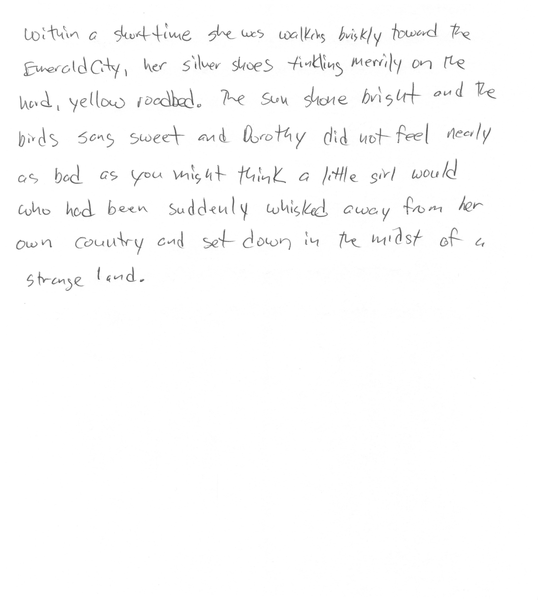 Within a short time she was walking briskly toward the
Emerald City, her silver shoes tinkling merrily on the
hard, yellow roadbed. The sun shone bright and the
birds sang sweet and Dorothy did not feel nearly
as bad as you might think a little girl would
who had been suddenly whisked away from her
own country and set down in the midst of a
strange land.